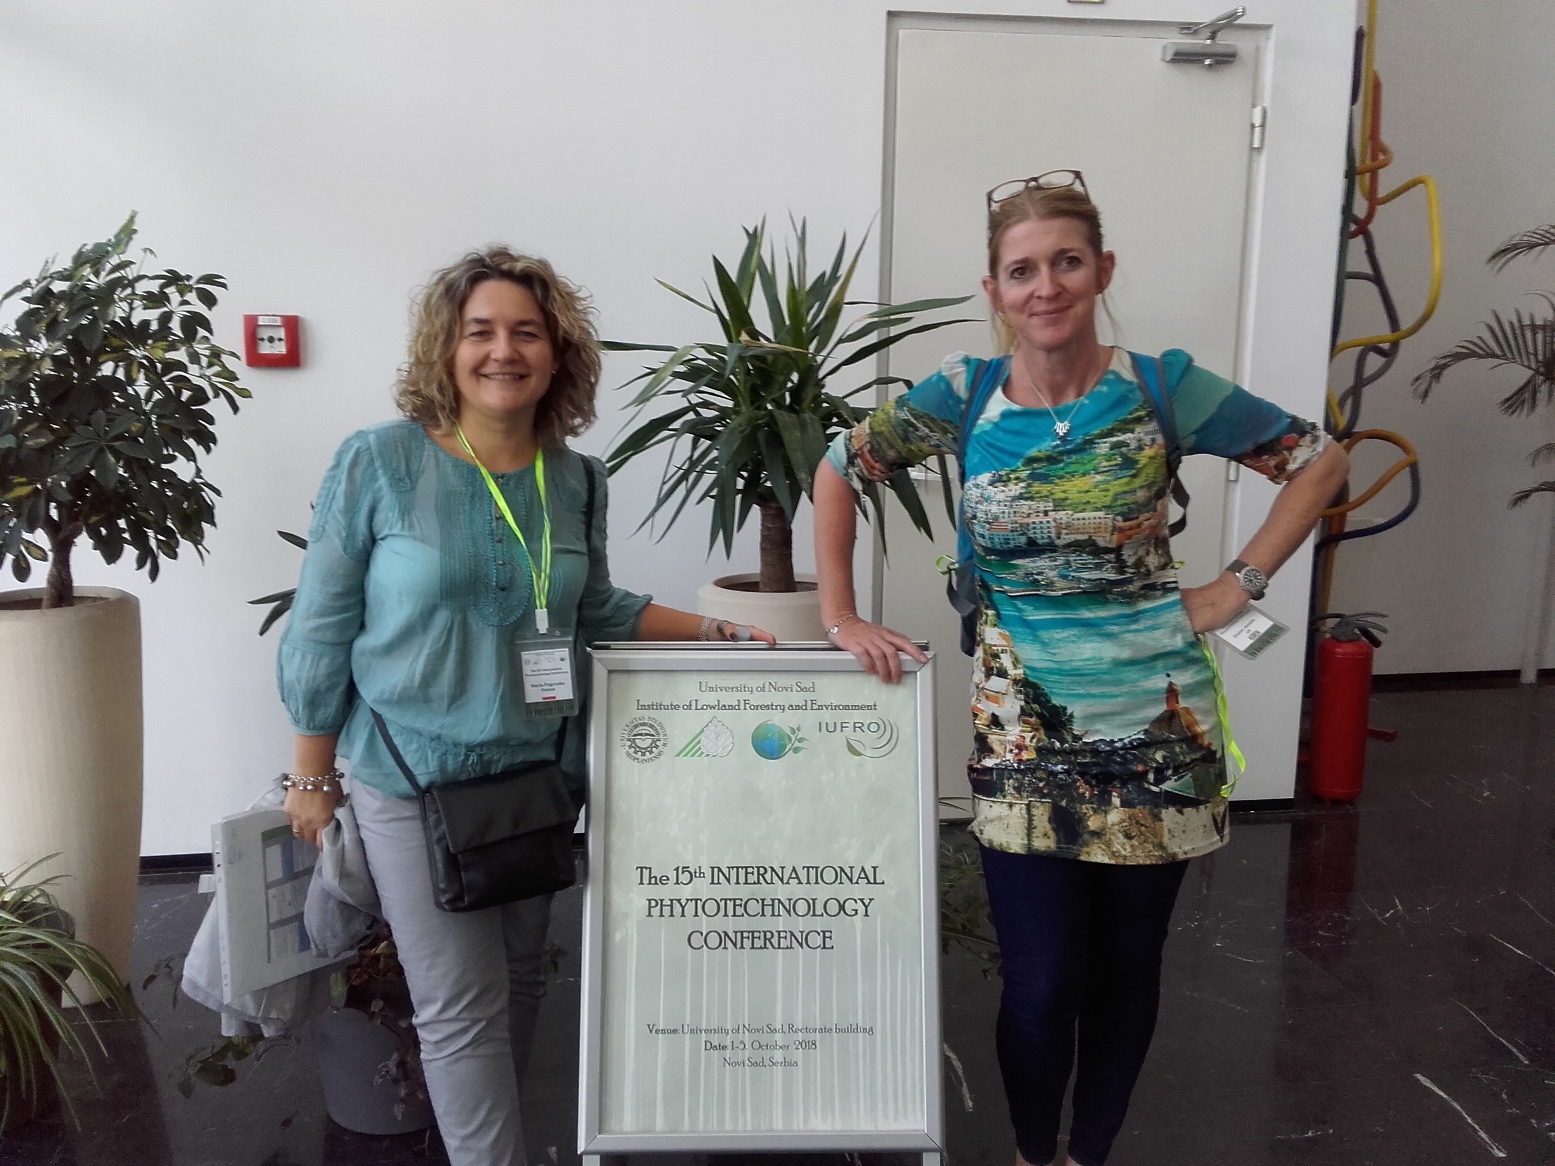 University of Novi Sad
Institute of Lowland Forestry and Environment
IUFRO
The 15th INTERNATIONAL
PHYTOTECHNOLOGY
CONFERENCE
Venue: University of Novi Sad, Rectorate building
Date: 1-5. October 2018
Novi Sad, Serbia